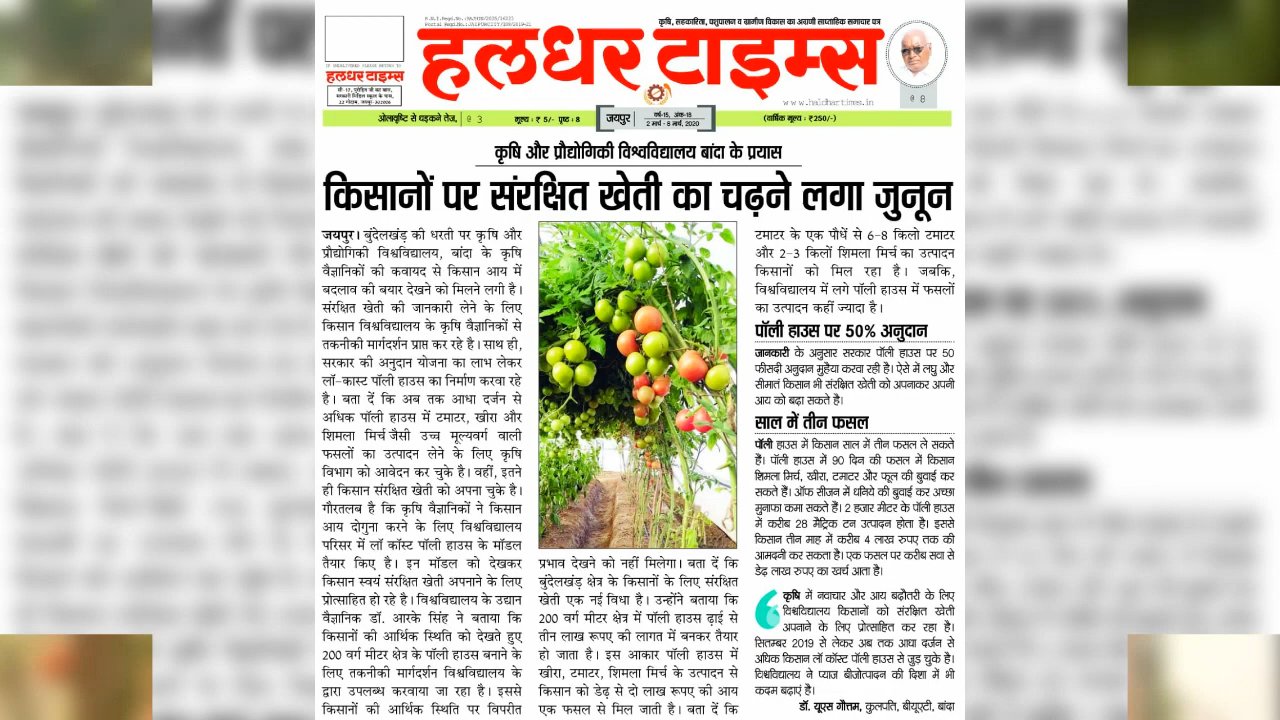 R.N.I.Regd.No./RAJHIN/2005/16021
कृषि, सहकारिता, पशुपालन व ग्रामीण विकास का अग्रणी साप्ताहिक समाचार पत्र
हलधर टाइम्स
IF UNDELIVERED PLEASE RETURN TO
हलधर टाइम्स
www.haldhartimes.in
@ 8
ओलावृष्टि से धड़कने तेज, @ 3
मूल्य : ₹ 5/- पृष्ठ : 8
जयपुर
वर्ष-15, अंक-18
2 मार्च - 8 मार्च, 2020
(वार्षिक मूल्य : ₹250/-)
कृषि और प्रौद्योगिकी विश्वविद्यालय बांदा के प्रयास
किसानों पर संरक्षित खेती का चढ़ने लगा जुनून
जयपुर। बुंदेलखंड़ की धरती पर कृषि और
प्रौद्योगिकी विश्वविद्यालय, बांदा के कृषि
वैज्ञानिकों की कवायद से किसान आय में
बदलाव की बयार देखने को मिलने लगी है।
संरक्षित खेती की जानकारी लेने के लिए
किसान विश्वविद्यालय के कृषि वैज्ञानिकों से
तकनीकी मार्गदर्शन प्राप्त कर रहे है। साथ ही,
सरकार की अनुदान योजना का लाभ लेकर
लॉ-कास्ट पॉली हाउस का निर्माण करवा रहे
है। बता दें कि अब तक आधा दर्जन से
अधिक पॉली हाउस में टमाटर, खीरा और
शिमला मिर्च जैसी उच्च मूल्यवर्ग वाली
फसलों का उत्पादन लेने के लिए कृषि
विभाग को आवेदन कर चुके है। वहीं, इतने
ही किसान संरक्षित खेती को अपना चुके है।
गौरतलब है कि कृषि वैज्ञानिकों ने किसान
आय दोगुना करने के लिए विश्वविद्यालय
परिसर में लॉ कॉस्ट पॉली हाउस के मॉडल
तैयार किए है। इन मॉडल को देखकर
किसान स्वयं संरक्षित खेती अपनाने के लिए
प्रोत्साहित हो रहे है। विश्वविद्यालय के उद्यान
वैज्ञानिक डॉ. आरके सिंह ने बताया कि
किसानों की आर्थिक स्थिति को देखते हुए
200 वर्ग मीटर क्षेत्र के पॉली हाउस बनाने के
लिए तकनीकी मार्गदर्शन विश्वविद्यालय के
द्वारा उपलब्ध करवाया जा रहा है। इससे
किसानों की आर्थिक स्थिति पर विपरीत
प्रभाव देखने को नहीं मिलेगा। बता दें कि
बुंदेलखंड़ क्षेत्र के किसानों के लिए संरक्षित
खेती एक नई विधा है। उन्होंने बताया कि
200 वर्ग मीटर क्षेत्र में पॉली हाउस ढ़ाई से
तीन लाख रूपए की लागत में बनकर तैयार
हो जाता है। इस आकार पॉली हाउस में
खीरा, टमाटर, शिमला मिर्च के उत्पादन से
किसान को डेढ़ से दो लाख रूपए की आय
एक फसल से मिल जाती है। बता दें कि
टमाटर के एक पौधें से 6-8 किलो टमाटर
और 2-3 किलों शिमला मिर्च का उत्पादन
किसानों को मिल रहा है। जबकि,
विश्वविद्यालय में लगे पॉली हाउस में फसलों
का उत्पादन कहीं ज्यादा है।
पॉली हाउस पर 50% अनुदान
जानकारी के अनुसार सरकार पॉली हाउस पर 50
फीसदी अनुदान मुहैया करवा रही है। ऐसे में लघु और
सीमातं किसान भी संरक्षित खेती को अपनाकर अपनी
आय को बढ़ा सकते है।
साल में तीन फसल
पॉली हाउस में किसान साल में तीन फसल ले सकते
हैं। पॉली हाउस में 90 दिन की फसल में किसान
शिमला मिर्च, खीरा, टमाटर और फूल की बुवाई कर
सकते हैं। ऑफ सीजन में धनिये की बुवाई कर अच्छा
मुनाफा कमा सकते हैं। 2 हजार मीटर के पॉली हाउस
में करीब 28 मैट्रिक टन उत्पादन होता है। इससे
किसान तीन माह में करीब 4 लाख रुपए तक की
आमदनी कर सकता है। एक फसल पर करीब सवा से
डेढ़ लाख रुपए का खर्च आता है।
कृषि में नवाचार और आय बढ़ौतरी के लिए
विश्वविद्यालय किसानों को संरक्षित खेती
अपनाने के लिए प्रोत्साहित कर रहा है।
सितम्बर 2019 से लेकर अब तक आधा दर्जन से
अधिक किसान लॉ कॉस्ट पॉली हाउस से जुड़ चुके है।
विश्वविद्यालय ने प्याज बीजोत्पादन की दिशा में भी
कदम बढ़ाएं है।
डॉ. यूएस गौत्तम, कुलपति, बीयूएटी, बांदा